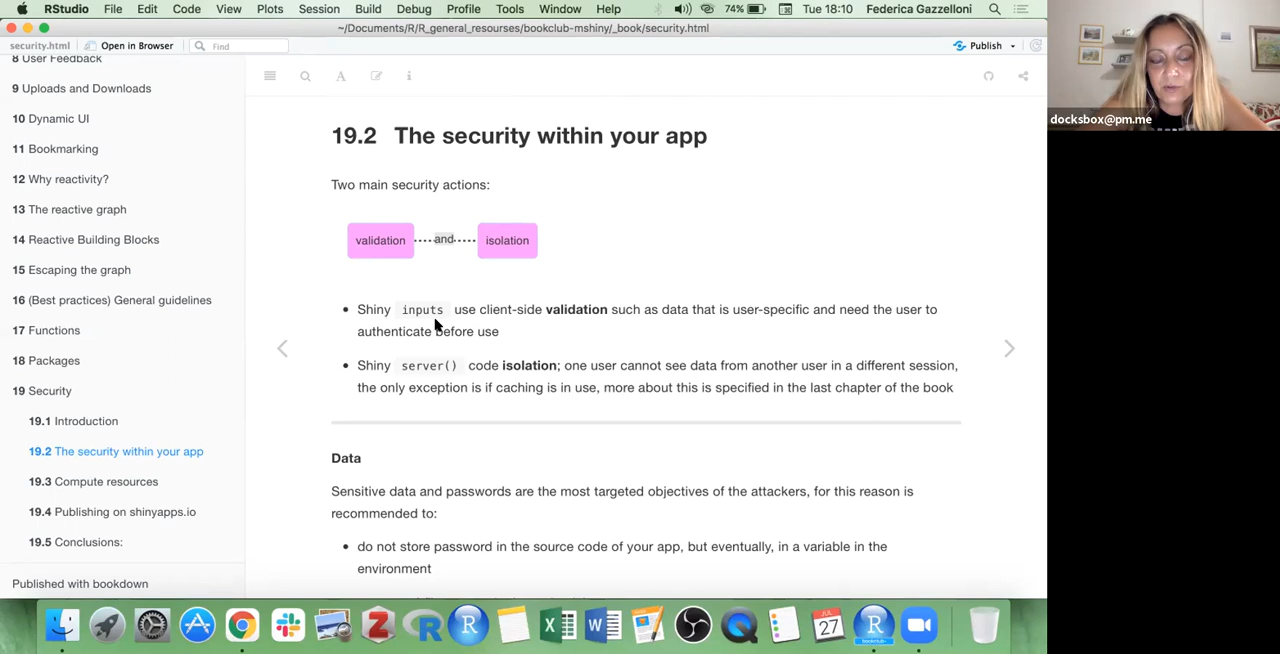 RStudio File Edit Code View Plots Session Build Debug Profile Tools Window Help 74% Tue 18:10 Federica Gazzelloni
~/Documents/R/R_general_resourses/bookclub-mshiny/_book/security.html
security.html Open in Browser Find Publish
8 User Feedback
9 Uploads and Downloads
10 Dynamic UI
11 Bookmarking
12 Why reactivity?
13 The reactive graph
14 Reactive Building Blocks
15 Escaping the graph
16 (Best practices) General guidelines
17 Functions
18 Packages
19 Security
19.1 Introduction
19.2 The security within your app
19.3 Compute resources
19.4 Publishing on shinyapps.io
19.5 Conclusions:
Published with bookdown
19.2 The security within your app
Two main security actions:
validation and isolation
• Shiny inputs use client-side validation such as data that is user-specific and need the user to
authenticate before use
• Shiny server() code isolation; one user cannot see data from another user in a different session,
the only exception is if caching is in use, more about this is specified in the last chapter of the book
Data
Sensitive data and passwords are the most targeted objectives of the attackers, for this reason is
recommended to:
• do not store password in the source code of your app, but eventually, in a variable in the
environment
docksbox@pm.me
JUL
27